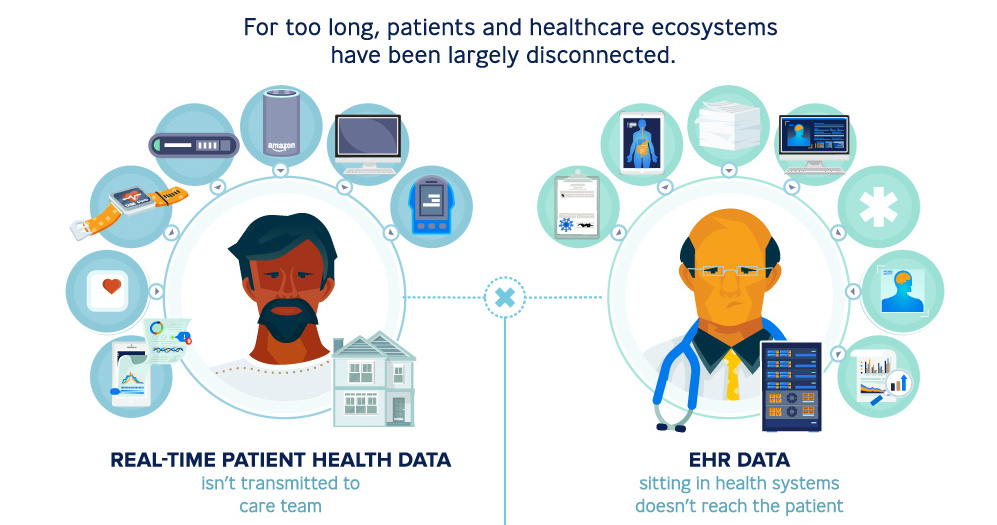 For too long, patients and healthcare ecosystems
have been largely disconnected.
amazon
REAL-TIME PATIENT HEALTH DATA
isn't transmitted to
care team
EHR DATA
sitting in health systems
doesn't reach the patient